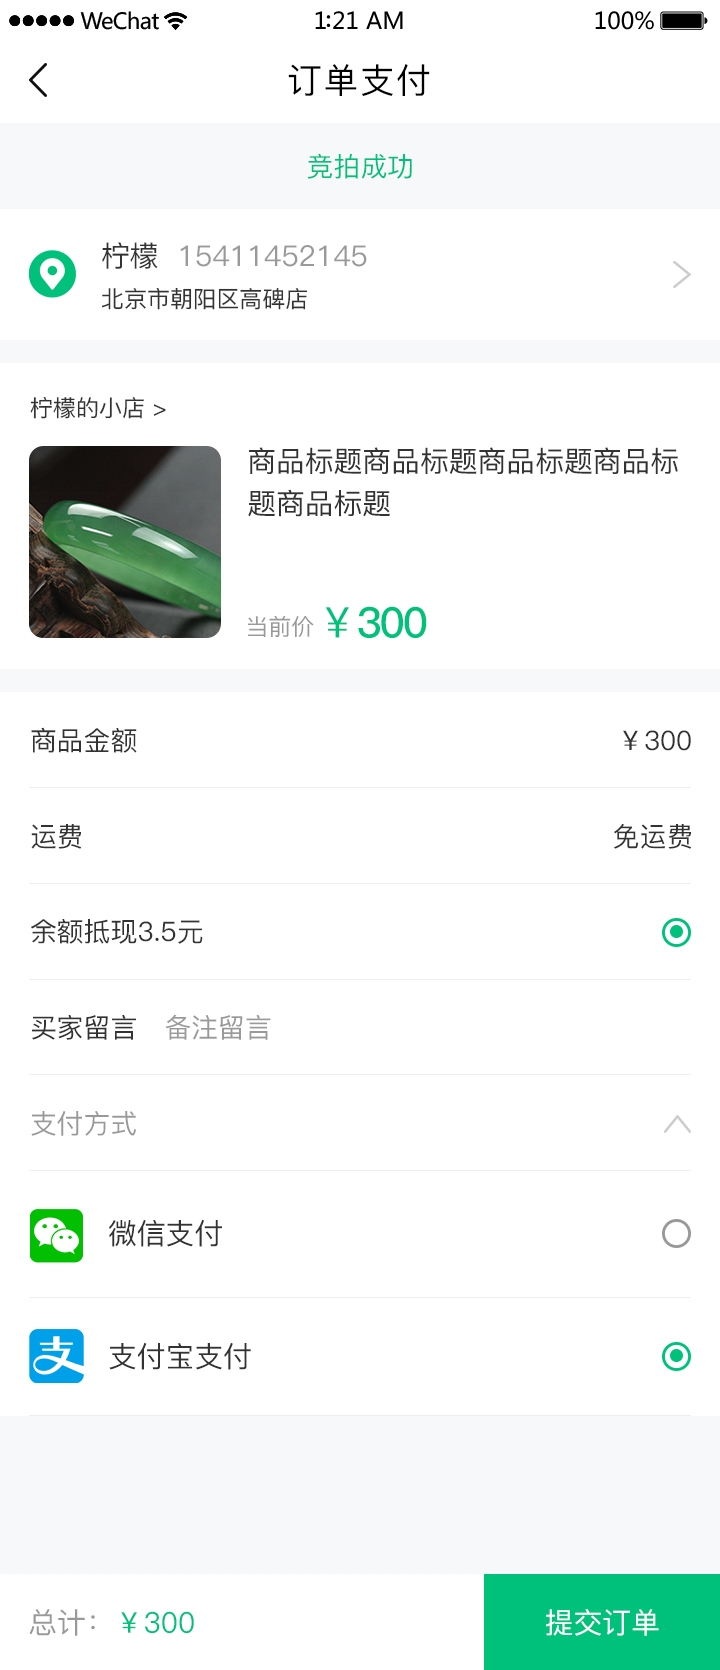 WeChat 1:21 AM 100%
订单支付
竞拍成功
柠檬 15411452145
北京市朝阳区高碑店
柠檬的小店 >
商品标题商品标题商品标题商品标
题商品标题
当前价 ¥300
商品金额 ¥300
运费 免运费
余额抵现3.5元
买家留言 备注留言
支付方式
微信支付
支 支付宝支付
总计： ¥300
提交订单